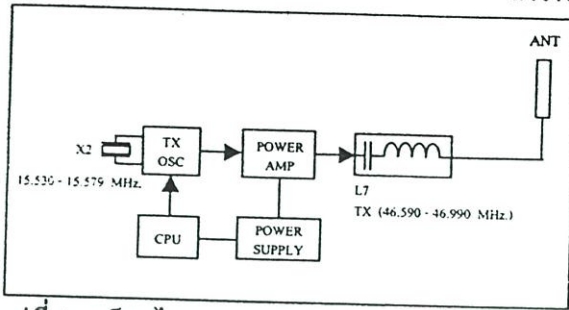 ANT
X2
TX
OSC
POWER
AMP
15.530 - 15.579 MHz.
L7
TX (46.590 - 46.990 MHz.)
CPU
POWER
SUPPLY